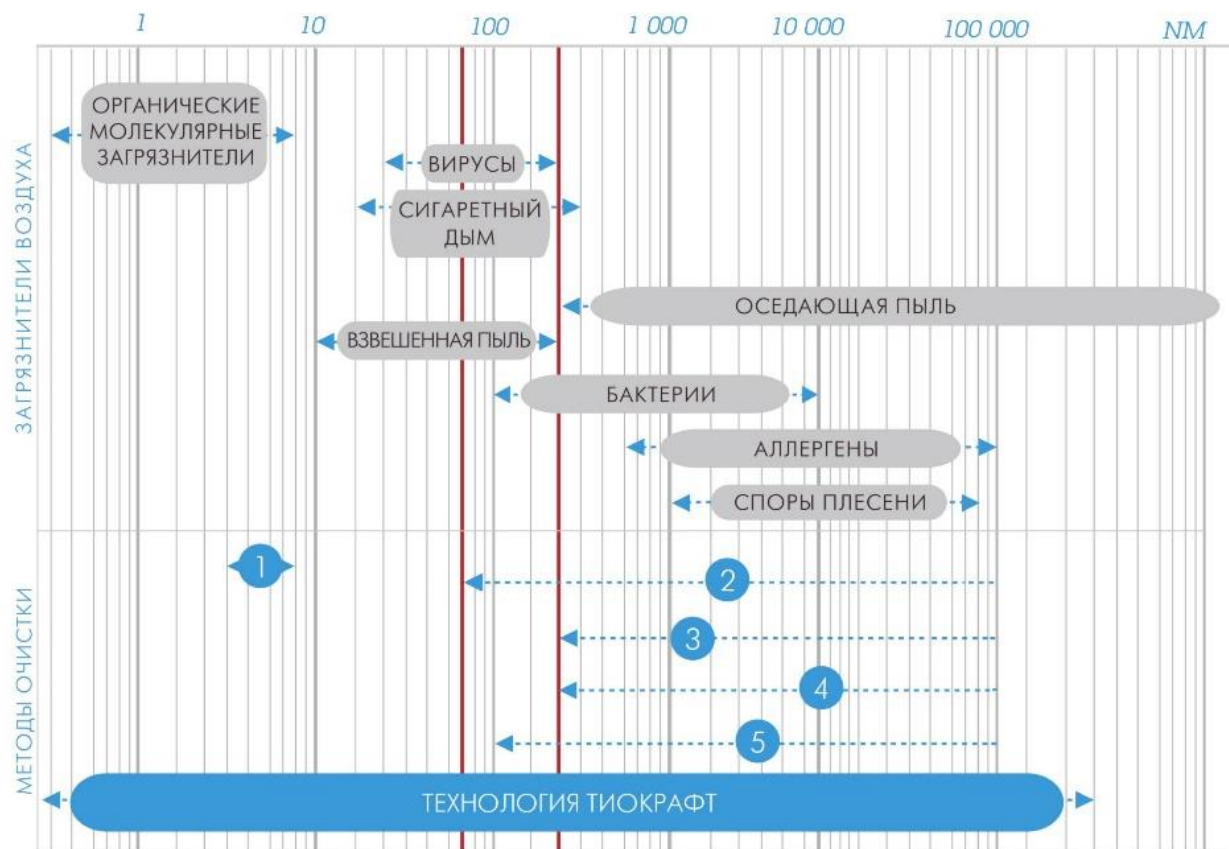 1 10 100 1 000 10 000 100 000 NM
ЗАГРЯЗНИТЕЛИ ВОЗДУХА
ОРГАНИЧЕСКИЕ
МОЛЕКУЛЯРНЫЕ
ЗАГРЯЗНИТЕЛИ
ВИРУСЫ
СИГАРЕТНЫЙ
ДЫМ
ОСЕДАЮЩАЯ ПЫЛЬ
ВЗВЕШЕННАЯ ПЫЛЬ
БАКТЕРИИ
АЛЛЕРГЕНЫ
СПОРЫ ПЛЕСЕНИ
МЕТОДЫ ОЧИСТКИ
1
2
3
4
5
ТЕХНОЛОГИЯ ТИОКРАФТ